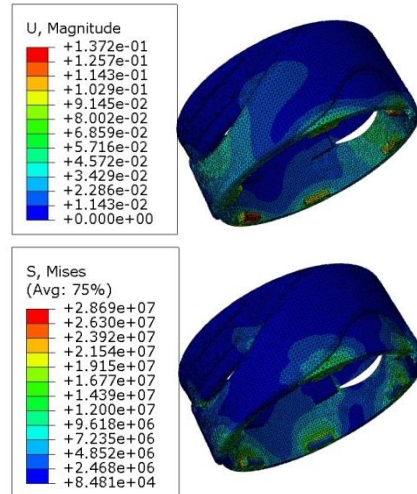 U, Magnitude
+1.372e-01
+1.257e-01
+1.143e-01
+1.029e-01
+9.145e-02
+8.002e-02
+6.859e-02
+5.716e-02
+4.572e-02
+3.429e-02
+2.286e-02
+1.143e-02
+0.000e+00
S, Mises
(Avg: 75%)
+2.869e+07
+2.630e+07
+2.392e+07
+2.154e+07
+1.915e+07
+1.677e+07
+1.439e+07
+1.200e+07
+9.618e+06
+7.235e+06
+4.852e+06
+2.468e+06
+8.481e+04